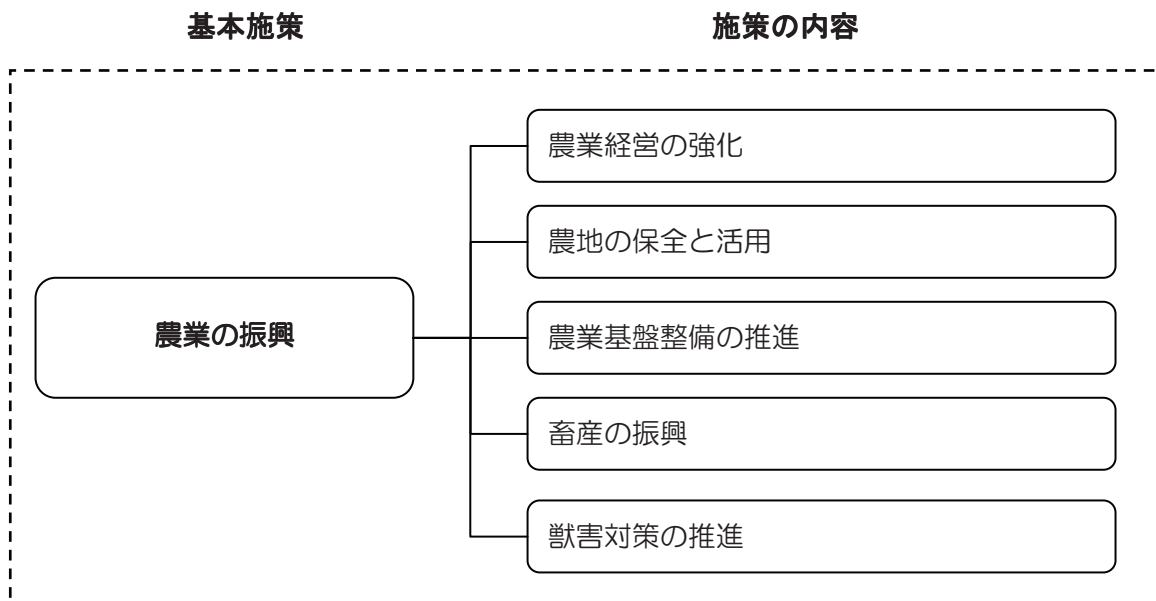 基本施策
施策の内容
農業の振興
農業経営の強化
農地の保全と活用
農業基盤整備の推進
畜産の振興
獣害対策の推進